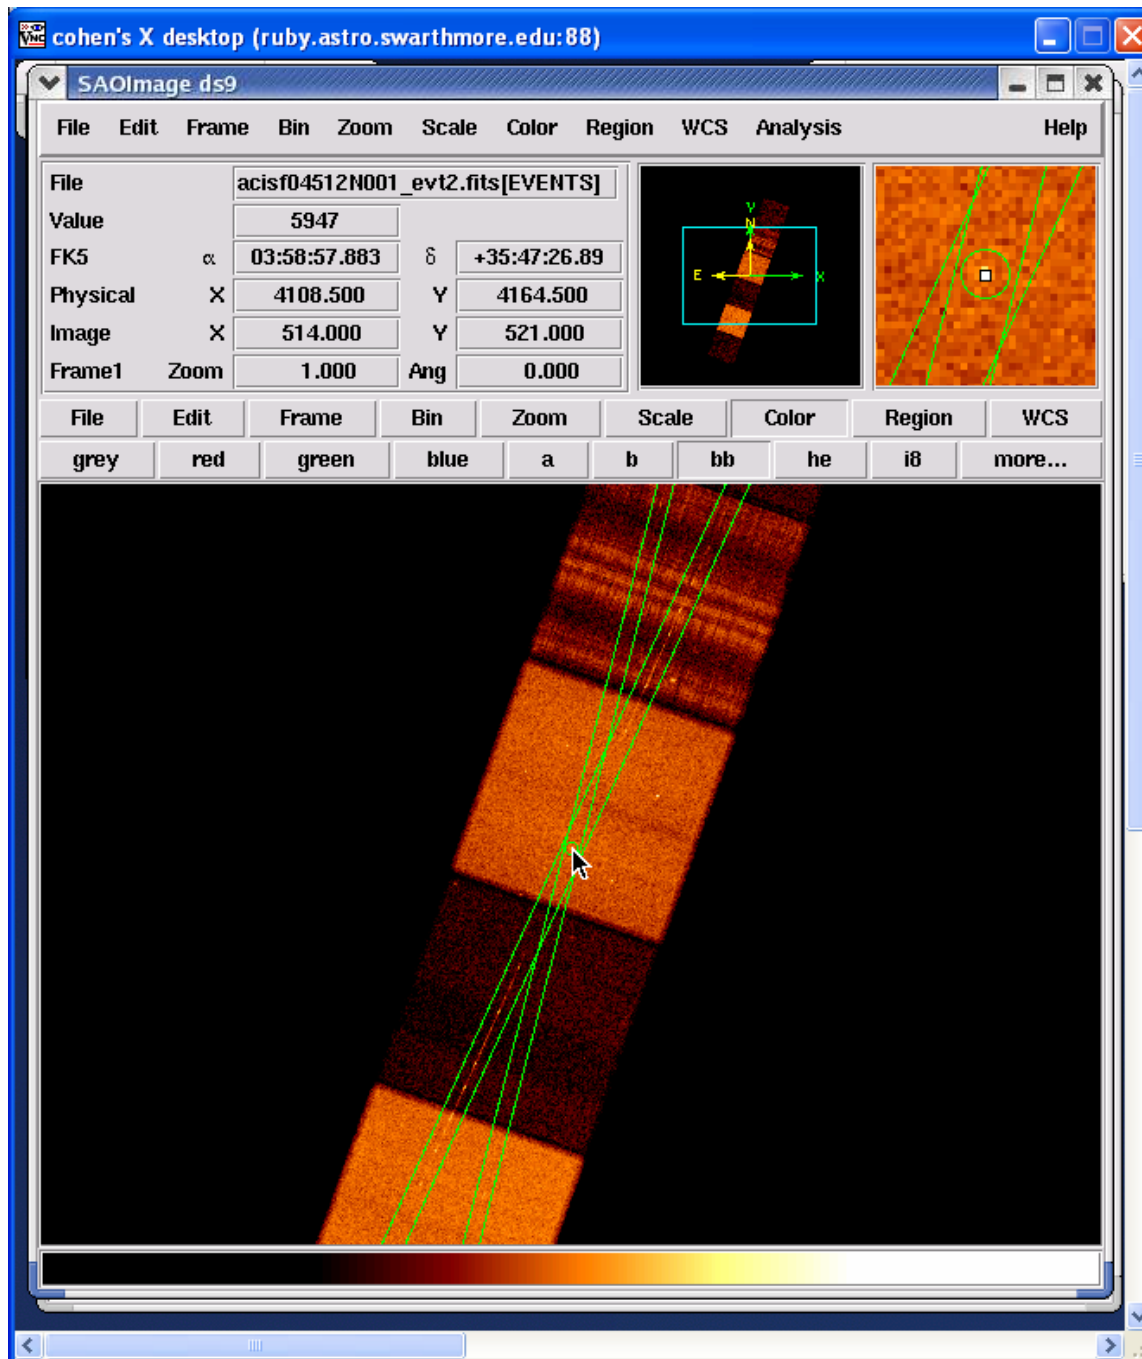 cohen's X desktop (ruby.astro.swarthmore.edu:88)
SAOImage ds9
File Edit Frame Bin Zoom Scale Color Region WCS Analysis Help
File acisf04512N001_evt2.fits[EVENTS]
Value 5947
FK5 α 03:58:57.883 δ +35:47:26.89
Physical X 4108.500 Y 4164.500
Image X 514.000 Y 521.000
Frame1 Zoom 1.000 Ang 0.000
Y
N
E X
File Edit Frame Bin Zoom Scale Color Region WCS
grey red green blue a b bb he i8 more...